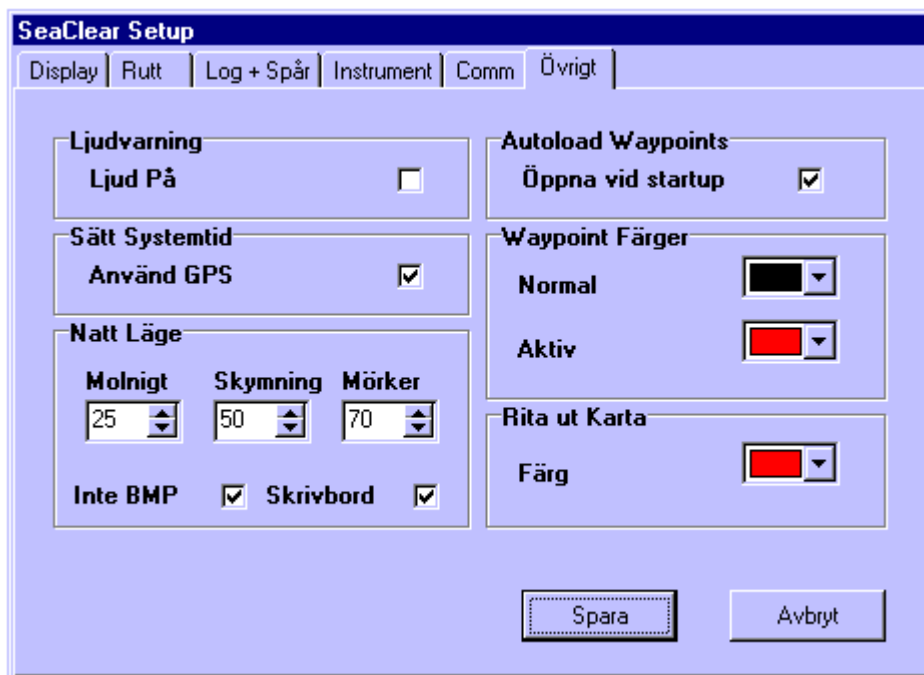 SeaClear Setup
Display Rutt Log + Spår Instrument Comm Övrigt
Ljudvarning
Ljud På
Autoload Waypoints
Öppna vid startup
Sätt Systemtid
Använd GPS
Waypoint Färger
Normal
Aktiv
Natt Läge
Molnigt Skymning Mörker
25 50 70
Inte BMP Skrivbord
Rita ut Karta
Färg
Spara Avbryt